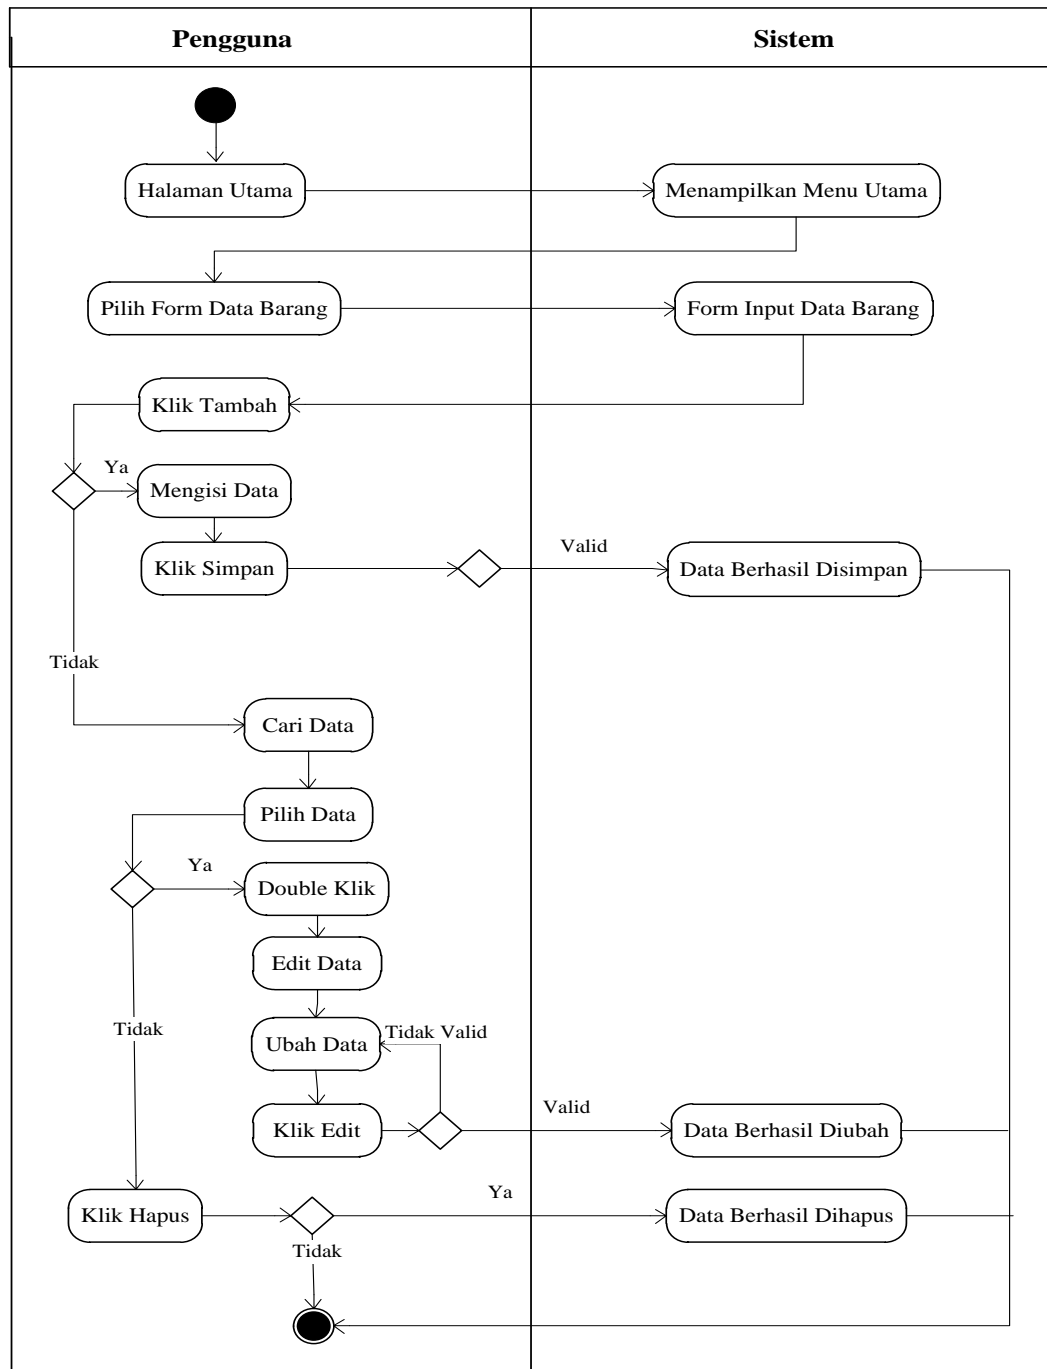 Pengguna
Sistem
Halaman Utama
Menampilkan Menu Utama
Pilih Form Data Barang
Form Input Data Barang
Klik Tambah
Ya
Mengisi Data
Klik Simpan
Valid
Data Berhasil Disimpan
Tidak
Cari Data
Pilih Data
Ya
Double Klik
Edit Data
Tidak
Ubah Data
Tidak Valid
Klik Edit
Valid
Data Berhasil Diubah
Klik Hapus
Ya
Data Berhasil Dihapus
Tidak